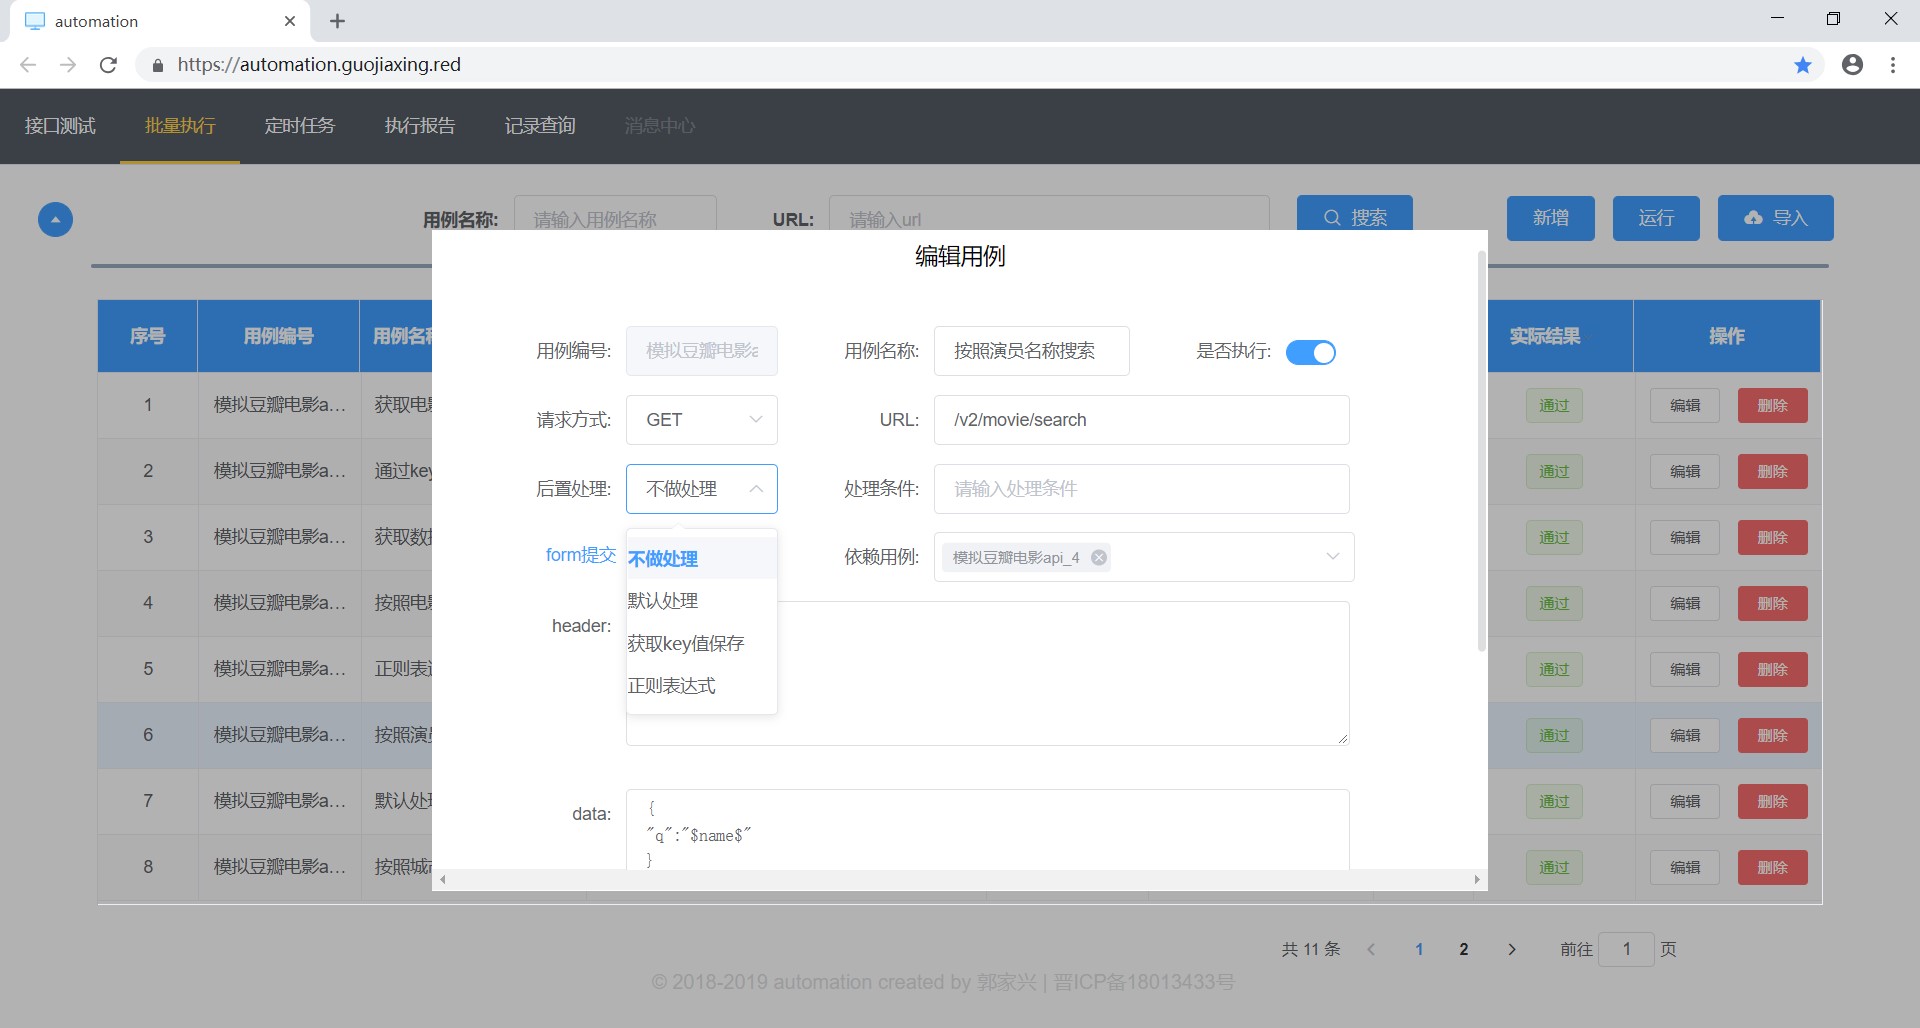 automation
https://automation.guojiaxing.red
接口测试 批量执行 定时任务 执行报告 记录查询 消息中心
用例名称: 请输入用例名称 URL: 请输入url 搜索 新增 运行 导入
编辑用例
序号 用例编号 用例名称 实际结果 操作
用例编号: 模拟豆瓣电影a 用例名称: 按照演员名称搜索 是否执行:
请求方式: GET URL: /v2/movie/search
后置处理: 不做处理 处理条件: 请输入处理条件
form提交 不做处理 依赖用例: 模拟豆瓣电影api_4
默认处理
header: 获取key值保存
正则表达式
data: {
"q":"$name$"
}
1 模拟豆瓣电影a... 获取电影 通过 编辑 删除
2 模拟豆瓣电影a... 通过key 通过 编辑 删除
3 模拟豆瓣电影a... 获取数据 通过 编辑 删除
4 模拟豆瓣电影a... 按照电影 通过 编辑 删除
5 模拟豆瓣电影a... 正则表达 通过 编辑 删除
6 模拟豆瓣电影a... 按照演员 通过 编辑 删除
7 模拟豆瓣电影a... 默认处理 通过 编辑 删除
8 模拟豆瓣电影a... 按照城市 通过 编辑 删除
共 11 条 1 2 前往 1 页
© 2018-2019 automation created by 郭家兴 | 晋ICP备18013433号